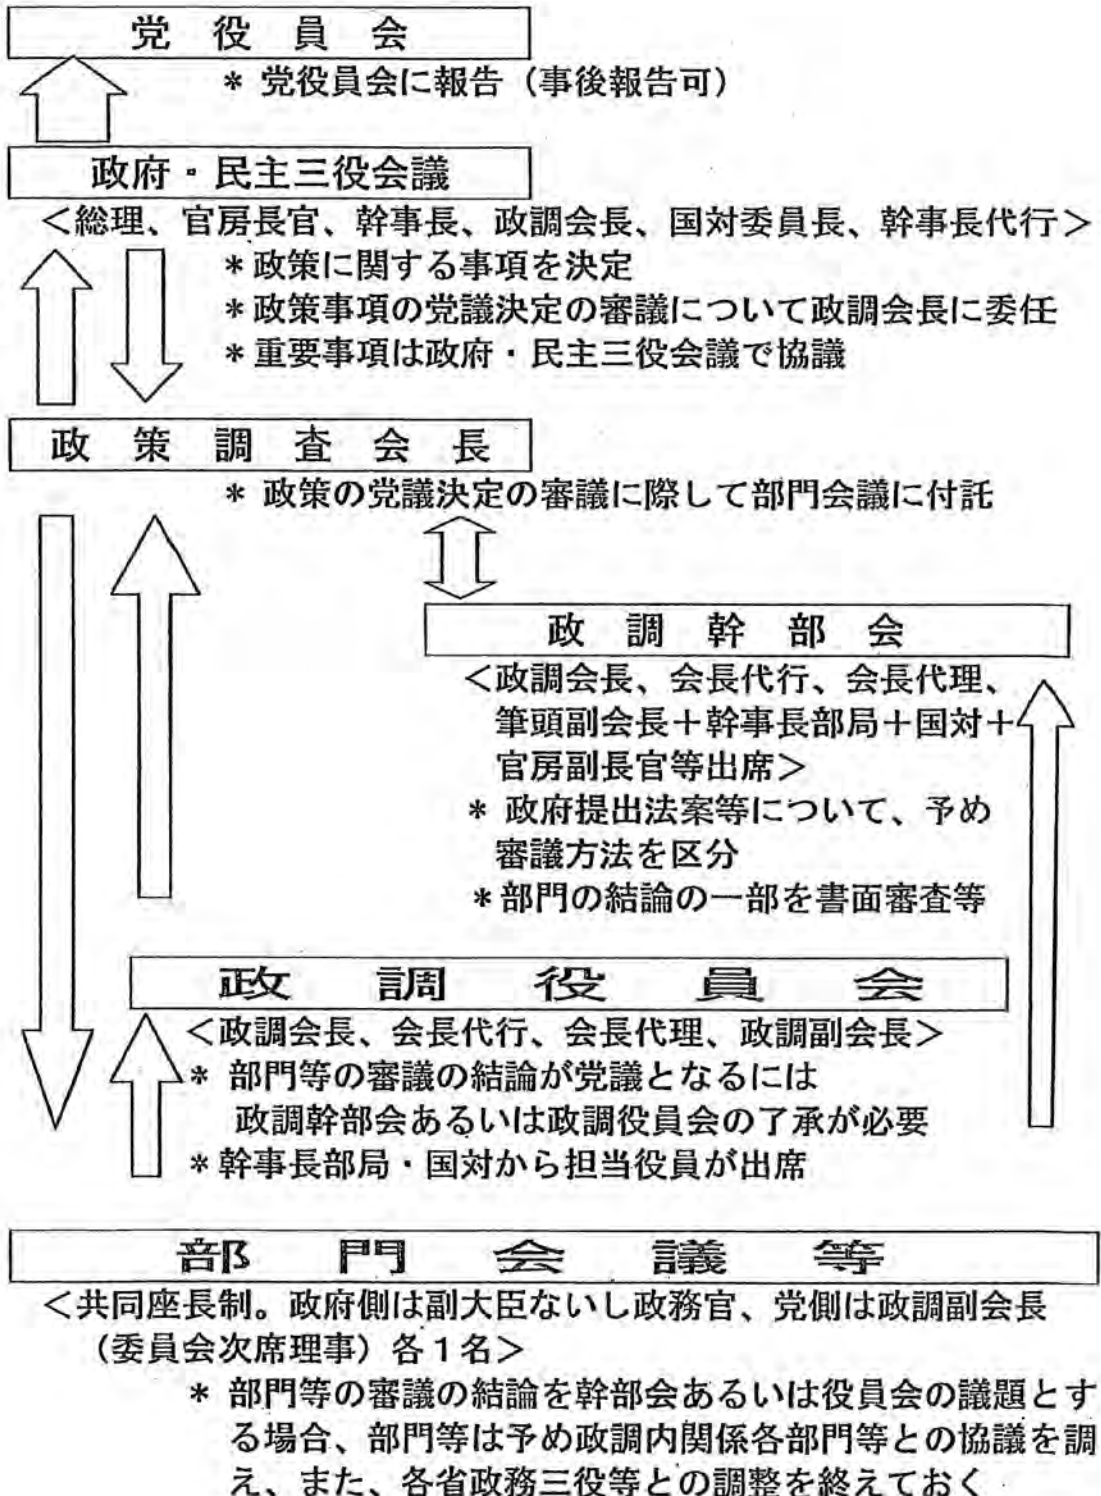 党役員会
＊ 党役員会に報告（事後報告可）
政府・民主三役会議
＜総理、官房長官、幹事長、政調会長、国対委員長、幹事長代行＞
＊政策に関する事項を決定
＊政策事項の党議決定の審議について政調会長に委任
＊重要事項は政府・民主三役会議で協議
政策調査会長
＊ 政策の党議決定の審議に際して部門会議に付託
政調幹部会
＜政調会長、会長代行、会長代理、
筆頭副会長＋幹事長部局＋国対＋
官房副長官等出席＞
＊ 政府提出法案等について、予め
審議方法を区分
＊部門の結論の一部を書面審査等
政調役員会
＜政調会長、会長代行、会長代理、政調副会長＞
＊ 部門等の審議の結論が党議となるには
政調幹部会あるいは政調役員会の了承が必要
＊幹事長部局・国対から担当役員が出席
部門会議等
＜共同座長制。政府側は副大臣ないし政務官、党側は政調副会長
（委員会次席理事）各１名＞
＊ 部門等の審議の結論を幹部会あるいは役員会の議題とす
る場合、部門等は予め政調内関係各部門等との協議を調
え、また、各省政務三役等との調整を終えておく